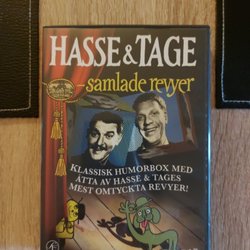 HASSE & TAGE
- samlade revyer
KLASSISK HUMORBOX MED
ÅTTA AV HASSE & TAGES
MEST OMTYCKTA REVYER!